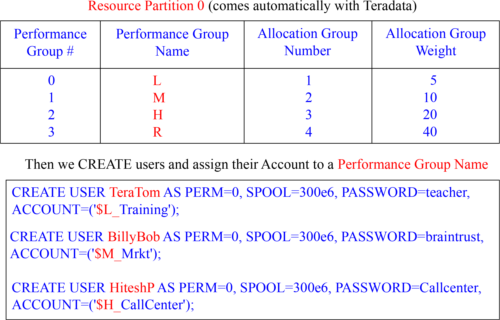 Resource Partition 0 (comes automatically with Teradata)
Performance Group # Performance Group Name Allocation Group Number Allocation Group Weight
0 L 1 5
1 M 2 10
2 H 3 20
3 R 4 40
Then we CREATE users and assign their Account to a Performance Group Name
CREATE USER TeraTom AS PERM=0, SPOOL=300e6, PASSWORD=teacher,
ACCOUNT=('$L_Training');
CREATE USER BillyBob AS PERM=0, SPOOL=300e6, PASSWORD=braintrust,
ACCOUNT=('$M_Mrkt');
CREATE USER HiteshP AS PERM=0, SPOOL=300e6, PASSWORD=Callcenter,
ACCOUNT=('$H_CallCenter');